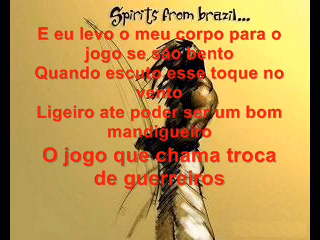 Spirits from brazil...
E eu levo o meu corpo para o
jogo se são bento
Quando escuto esse toque no
vento
Ligeiro ate poder ser um bom
mandigueiro
O jogo que chama troca
de guerreiros